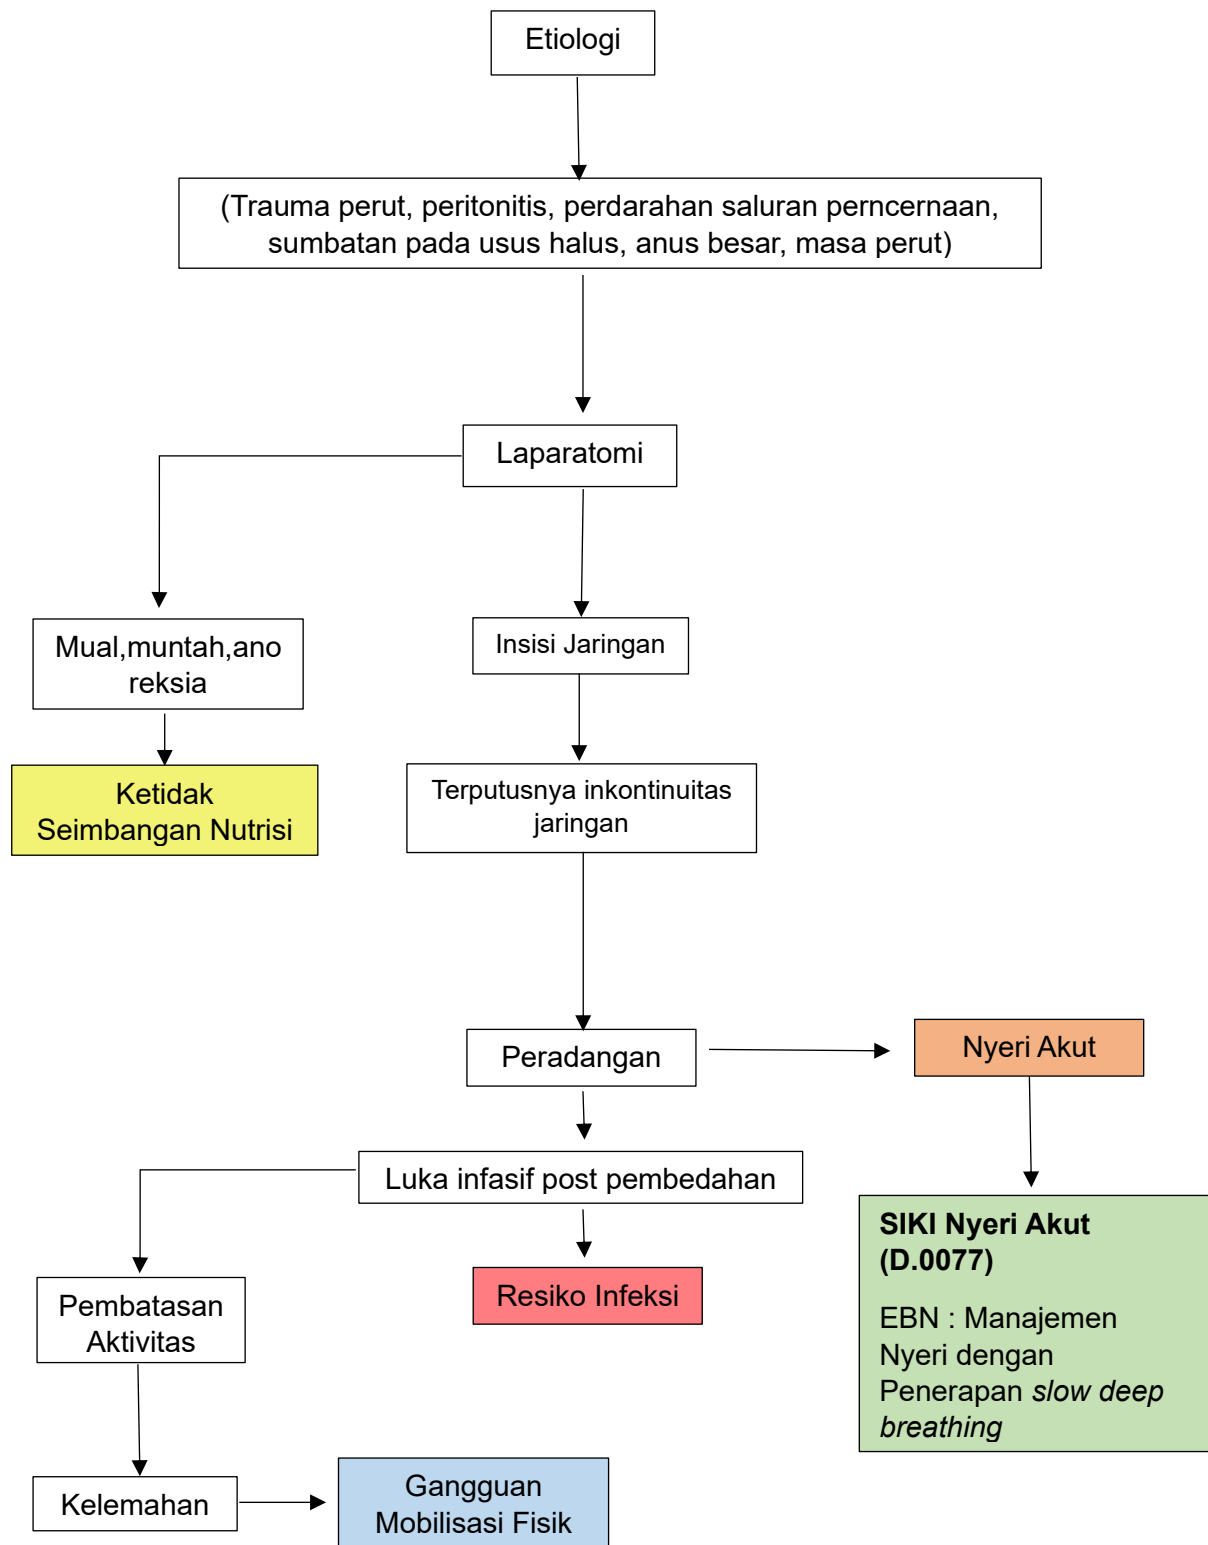 Etiologi
(Trauma perut, peritonitis, perdarahan saluran perncernaan,
sumbatan pada usus halus, anus besar, masa perut)
Laparatomi
Mual,muntah,ano
reksia
Insisi Jaringan
Ketidak
Seimbangan Nutrisi
Terputusnya inkontinuitas
jaringan
Peradangan
Nyeri Akut
Luka infasif post pembedahan
SIKI Nyeri Akut
(D.0077)
EBN : Manajemen
Nyeri dengan
Penerapan slow deep
breathing
Resiko Infeksi
Pembatasan
Aktivitas
Kelemahan
Gangguan
Mobilisasi Fisik